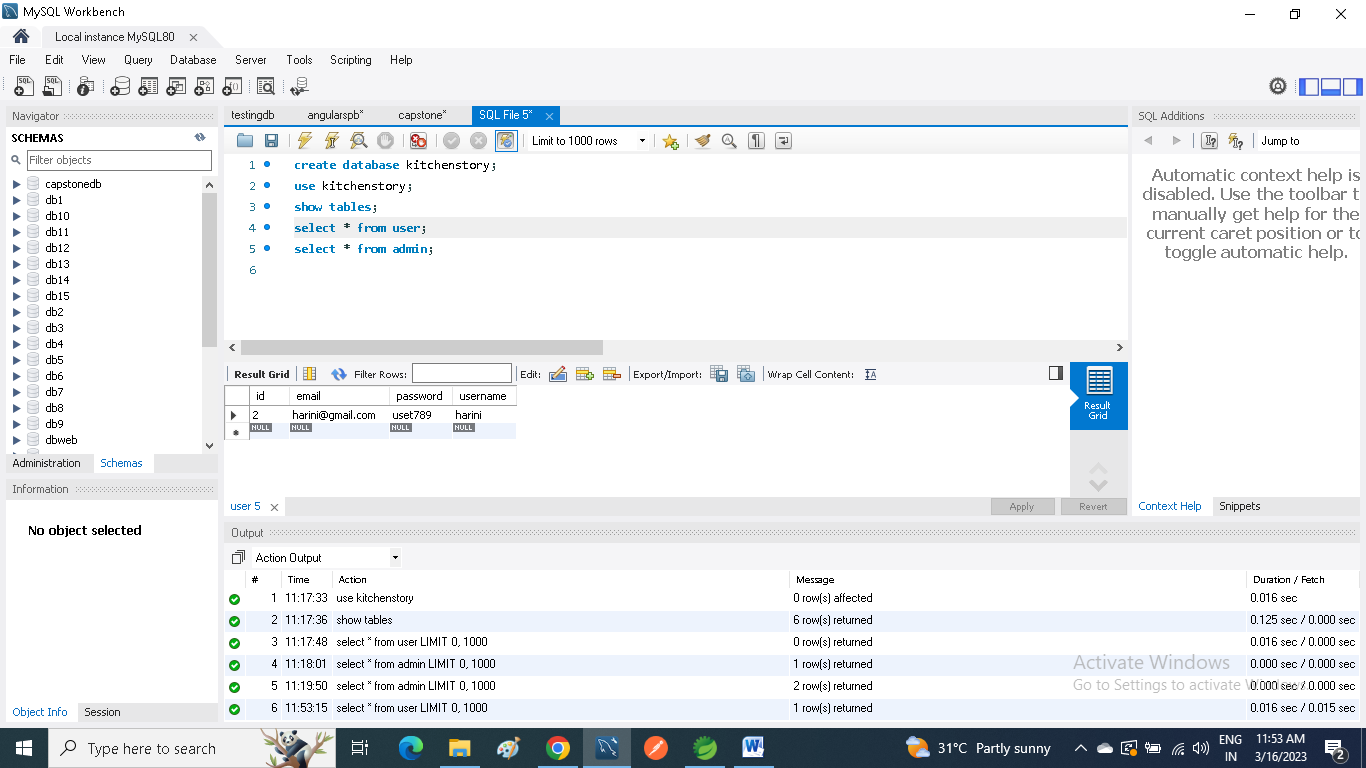 MySQL Workbench
Local instance MySQL80
File Edit View Query Database Server Tools Scripting Help
Navigator
SCHEMAS
Filter objects
capstonedb
db1
db10
db11
db12
db13
db14
db15
db2
db3
db4
db5
db6
db7
db8
db9
dbweb
Administration Schemas
Information
No object selected
Object Info Session
testingdb angularspb* capstone* SQL File 5*
Limit to 1000 rows
1 create database kitchenstory;
2 use kitchenstory;
3 show tables;
4 select * from user;
5 select * from admin;
6
Result Grid Filter Rows: Edit: Export/Import: Wrap Cell Content: IA
id email password username
2 harini@gmail.com uset789 harini
NULL NULL NULL NULL
Result
Grid
user 5 Apply Revert
SQL Additions
Jump to
Automatic context help is
disabled. Use the toolbar t
manually get help for the
current caret position or to
toggle automatic help.
Context Help Snippets
Output
Action Output
# Time Action Message Duration / Fetch
1 11:17:33 use kitchenstory 0 row(s) affected 0.016 sec
2 11:17:36 show tables 6 row(s) returned 0.125 sec / 0.000 sec
3 11:17:48 select * from user LIMIT 0, 1000 0 row(s) returned 0.016 sec / 0.000 sec
4 11:18:01 select * from admin LIMIT 0, 1000 1 row(s) returned 0.000 sec / 0.000 sec
5 11:19:50 select * from admin LIMIT 0, 1000 2 row(s) returned 0.000 sec / 0.000 sec
6 11:53:15 select * from user LIMIT 0, 1000 1 row(s) returned 0.016 sec / 0.015 sec
Activate Windows
Go to Settings to activate Windows.
Type here to search
31°C Partly sunny
ENG
IN
11:53 AM
3/16/2023
2